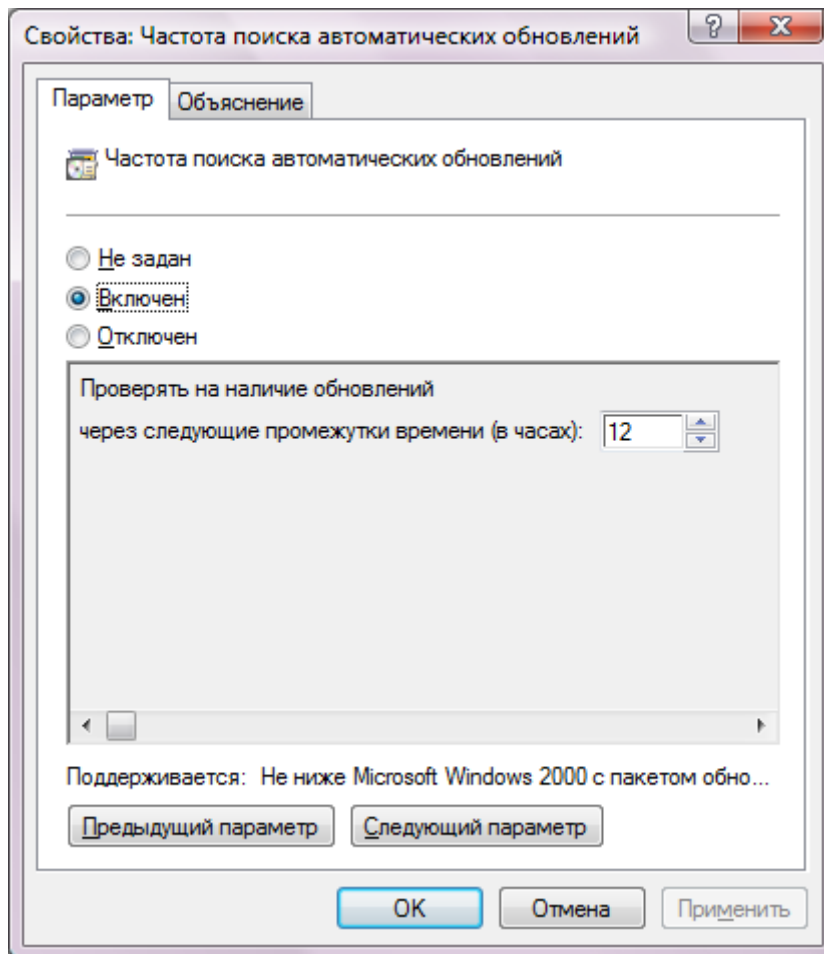 Свойства: Частота поиска автоматических обновлений
Параметр
Объяснение
Частота поиска автоматических обновлений
Не задан
Включен
Отключен
Проверять на наличие обновлений
через следующие промежутки времени (в часах): 12
Поддерживается: Не ниже Microsoft Windows 2000 с пакетом обно...
Предыдущий параметр
Следующий параметр
ОК
Отмена
Применить